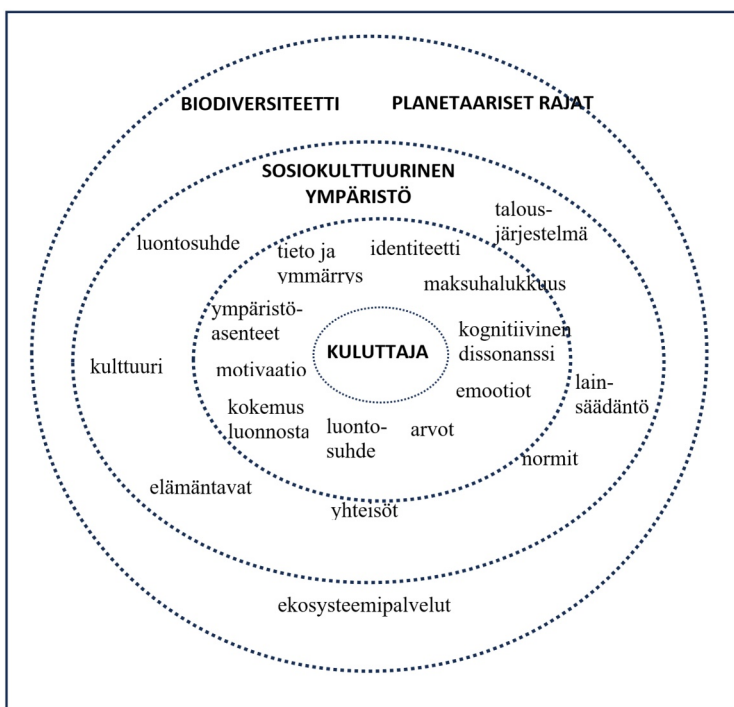 BIODIVERSITEETTI PLANETAARISET RAJAT
SOSIOKULTTUURINEN
YMPÄRISTÖ
talous-
järjestelmä
luontosuhde
tieto ja
ymmärrys
identiteetti
maksuhalukkuus
ympäristö-
asenteet
kognitiivinen
dissonanssi
KULUTTAJA
kulttuuri
motivaatio
emootiot
lain-
säädäntö
kokemus
luonnosta
luonto-
suhde
arvot
normit
elämäntavat
yhteisöt
ekosysteemipalvelut